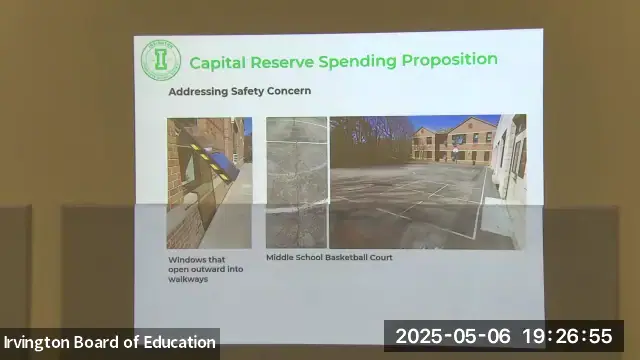 I
Capital Reserve Spending Proposition
Addressing Safety Concern
Windows that
open outward into
walkways
Middle School Basketball Court
Irvington Board of Education
2025-05-06 19:26:55